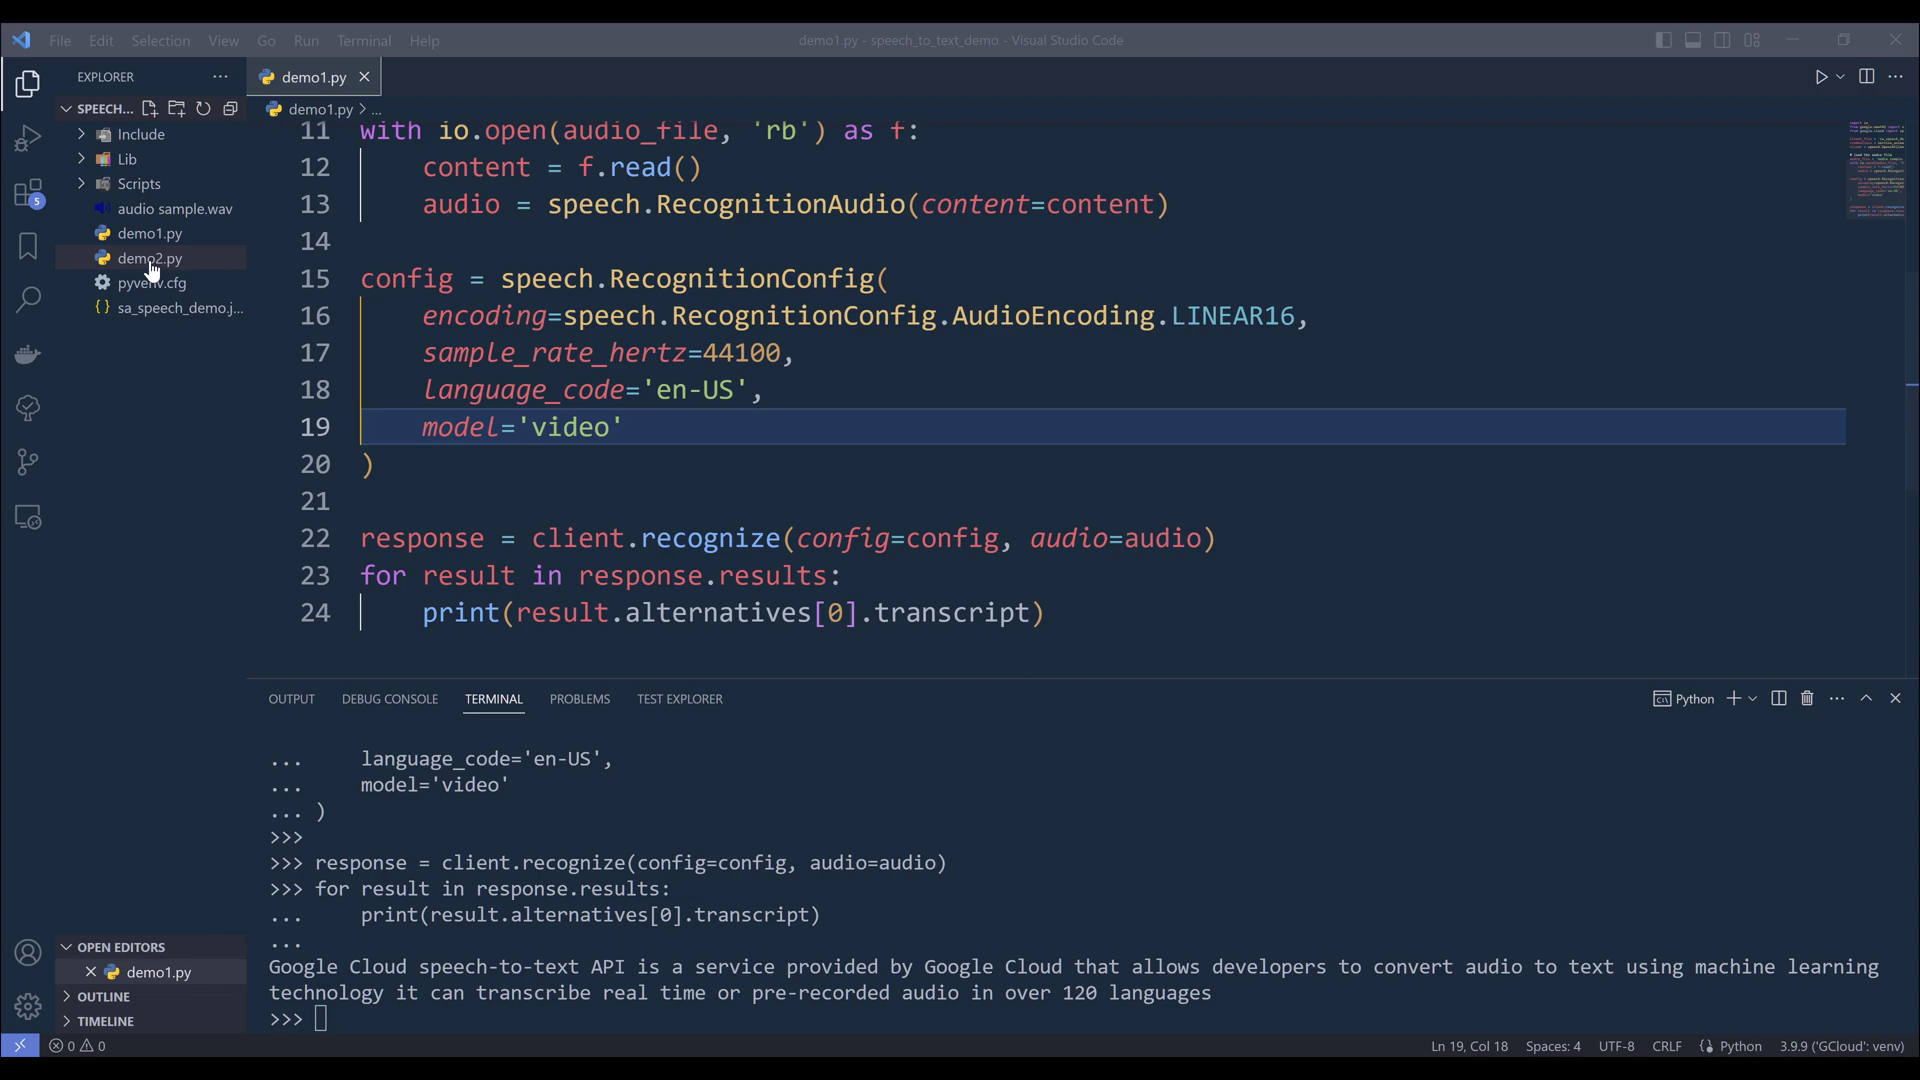 File Edit Selection View Go Run Terminal Help
demo1.py - speech_to_text_demo - Visual Studio Code
EXPLORER
demo1.py
SPEECH...
demo1.py > ...
Include
Lib
Scripts
audio sample.wav
demo1.py
demo2.py
pyvenv.cfg
{} sa_speech_demo.j...
5
11 with io.open(audio_file, 'rb') as f:
12 content = f.read()
13 audio = speech.RecognitionAudio(content=content)
14
15 config = speech.RecognitionConfig(
16 encoding=speech.RecognitionConfig.AudioEncoding.LINEAR16,
17 sample_rate_hertz=44100,
18 language_code='en-US',
19 model='video'
20 )
21
22 response = client.recognize(config=config, audio=audio)
23 for result in response.results:
24 print(result.alternatives[0].transcript)
OUTPUT DEBUG CONSOLE TERMINAL PROBLEMS TEST EXPLORER
Python
... language_code='en-US',
... model='video'
... )
>>>
>>> response = client.recognize(config=config, audio=audio)
>>> for result in response.results:
... print(result.alternatives[0].transcript)
...
Google Cloud speech-to-text API is a service provided by Google Cloud that allows developers to convert audio to text using machine learning
technology it can transcribe real time or pre-recorded audio in over 120 languages
>>>
OPEN EDITORS
demo1.py
OUTLINE
TIMELINE
0 0
Ln 19, Col 18 Spaces: 4 UTF-8 CRLF Python 3.9.9 ('GCloud': venv)